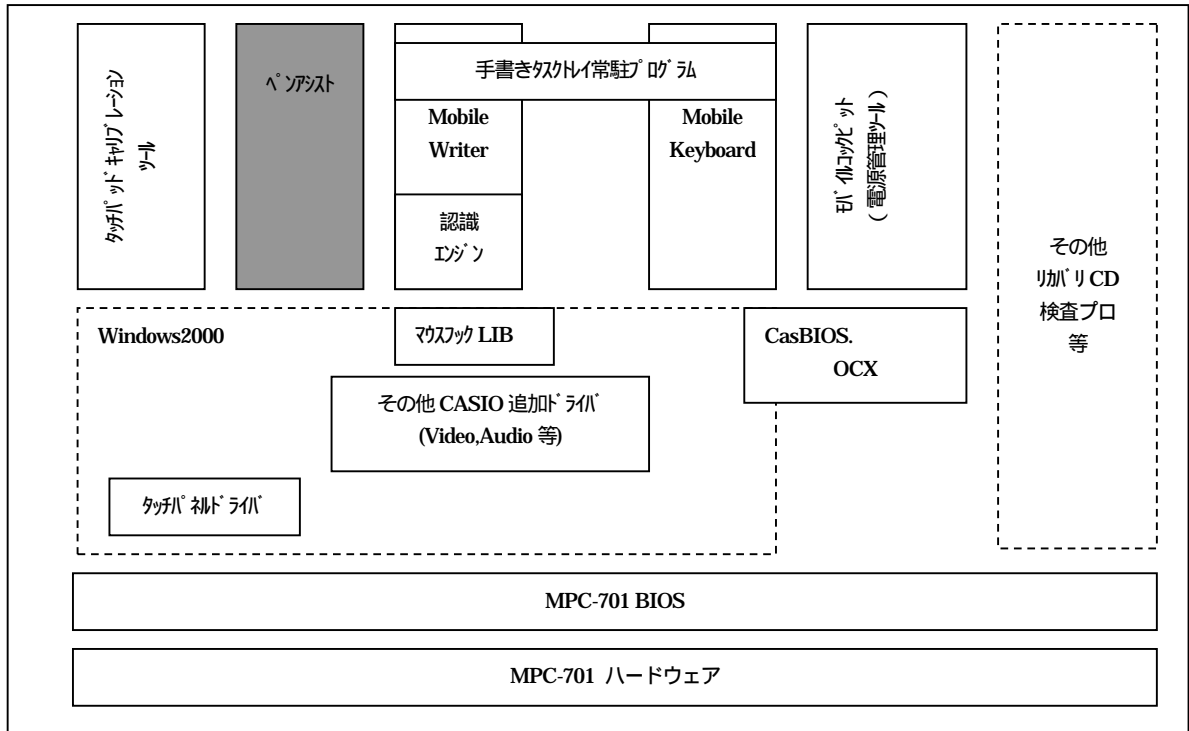 タッチパッドキャリブレーション
ツール
ペンアシスト
手書きタスクトレイ常駐プログラム
Mobile
Writer
認識
エンジン
Mobile
Keyboard
モバイルコックピット
(電源管理ツール)
その他
リカバリ CD
検査プロ
等
Windows2000
マウスフック LIB
CasBIOS.
OCX
その他 CASIO 追加ドライバ
(Video,Audio 等)
タッチパネルドライバ
MPC-701 BIOS
MPC-701 ハードウェア